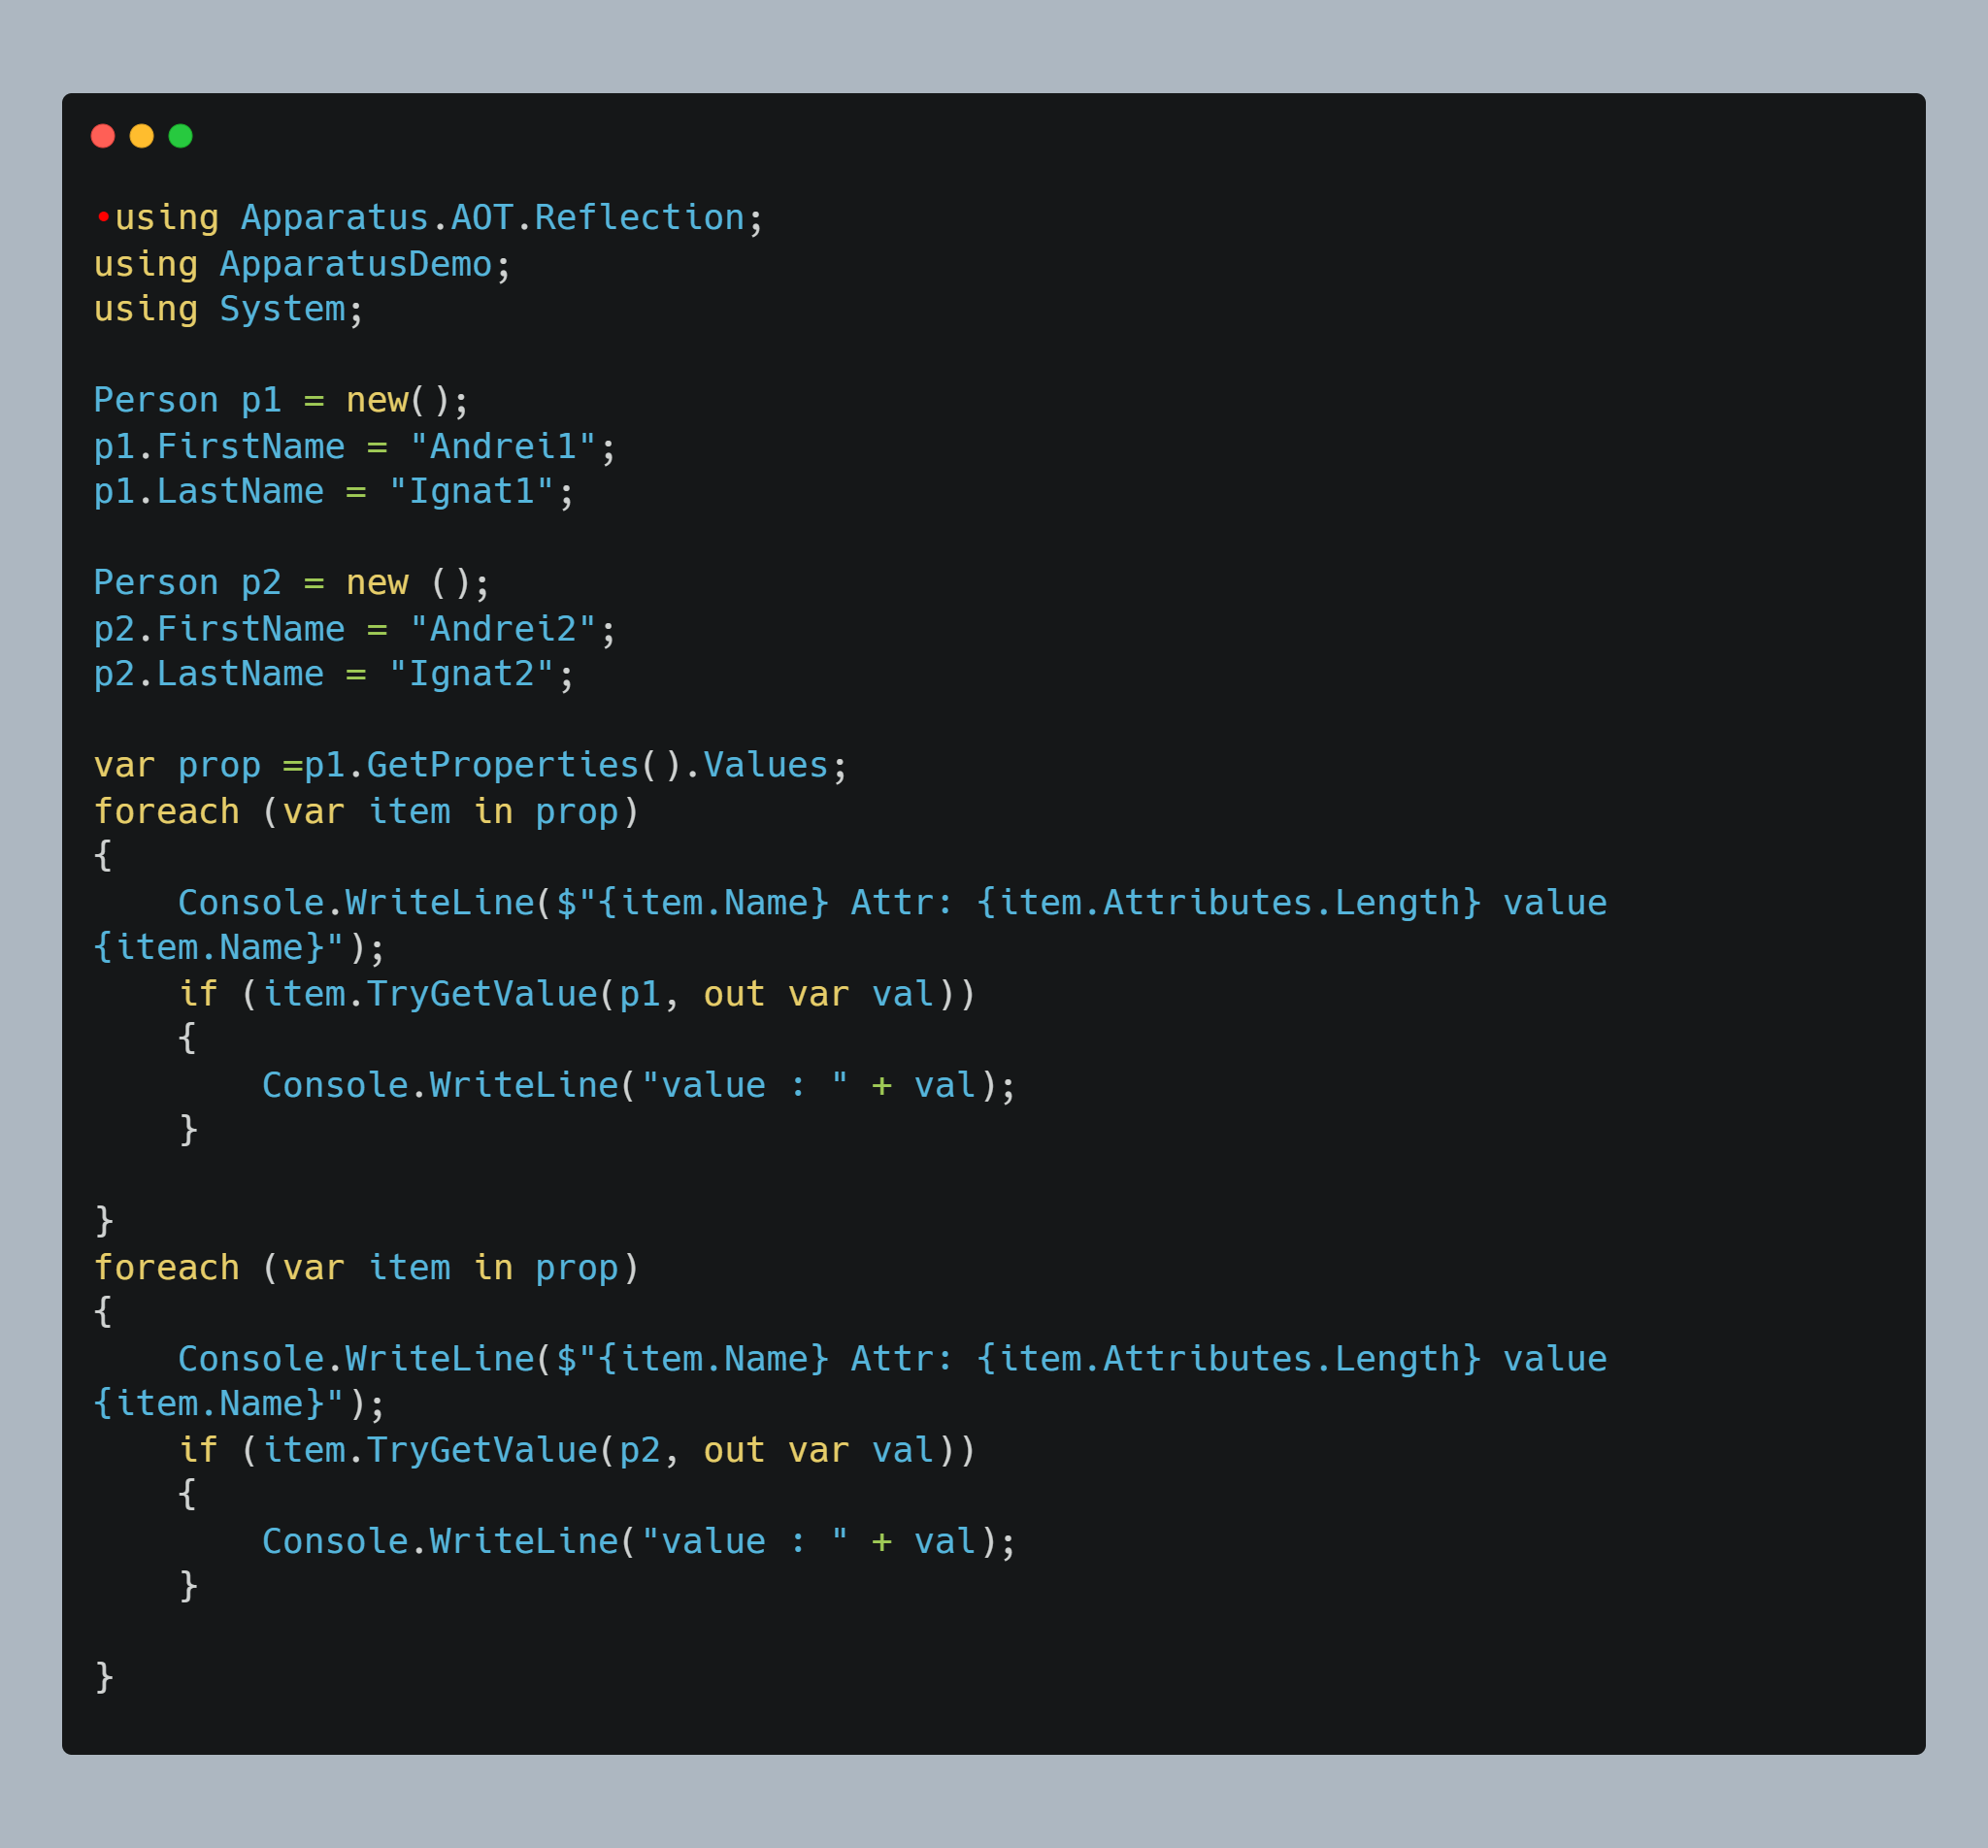 •using Apparatus.AOT.Reflection;
using ApparatusDemo;
using System;

Person p1 = new();
p1.FirstName = "Andrei1";
p1.LastName = "Ignat1";

Person p2 = new ();
p2.FirstName = "Andrei2";
p2.LastName = "Ignat2";

var prop =p1.GetProperties().Values;
foreach (var item in prop)
{
    Console.WriteLine($"{item.Name} Attr: {item.Attributes.Length} value
{item.Name}");
    if (item.TryGetValue(p1, out var val))
    {
        Console.WriteLine("value : " + val);
    }

}
foreach (var item in prop)
{
    Console.WriteLine($"{item.Name} Attr: {item.Attributes.Length} value
{item.Name}");
    if (item.TryGetValue(p2, out var val))
    {
        Console.WriteLine("value : " + val);
    }

}